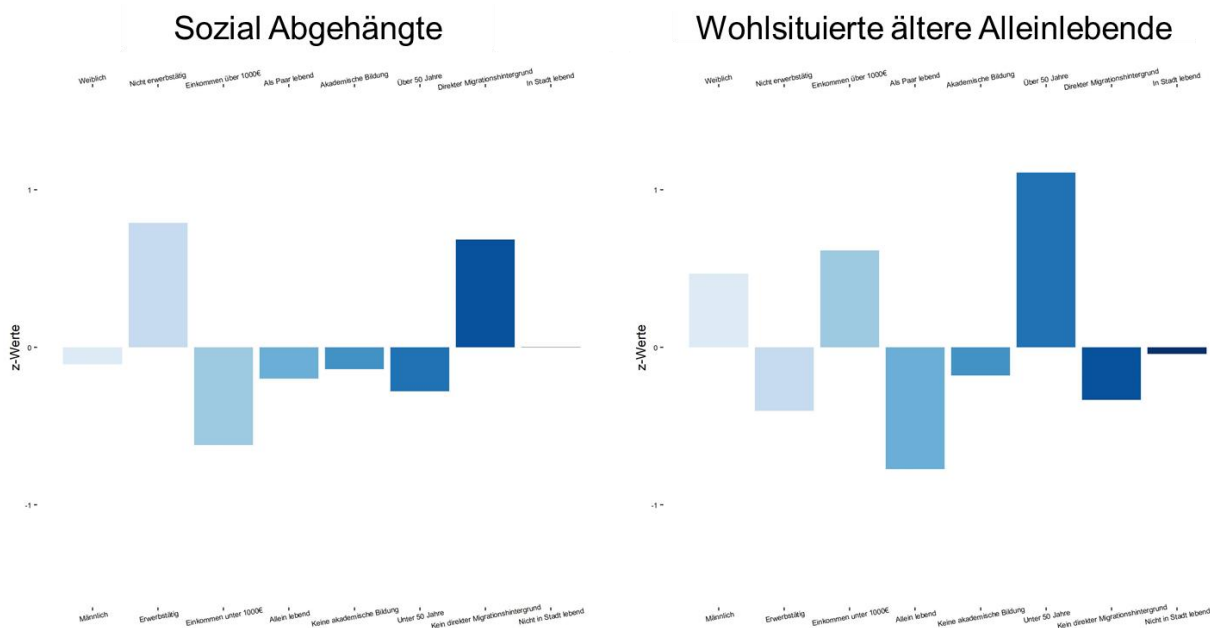 Sozial Abgehängte
Weiblich
Nicht erwerbstätig
Einkommen über 1000€
Als Paar lebend
Akademische Bildung
Über 50 Jahre
Direkter Migrationshintergrund
In Stadt lebend
z-Werte
1
0
-1
Männlich
Erwerbstätig
Einkommen unter 1000€
Allein lebend
Keine akademische Bildung
Unter 50 Jahre
Kein direkter Migrationshintergrund
Nicht in Stadt lebend
Wohlsituierte ältere Alleinlebende
Weiblich
Nicht erwerbstätig
Einkommen über 1000€
Als Paar lebend
Akademische Bildung
Über 50 Jahre
Direkter Migrationshintergrund
In Stadt lebend
z-Werte
1
0
-1
Männlich
Erwerbstätig
Einkommen unter 1000€
Allein lebend
Keine akademische Bildung
Unter 50 Jahre
Kein direkter Migrationshintergrund
Nicht in Stadt lebend